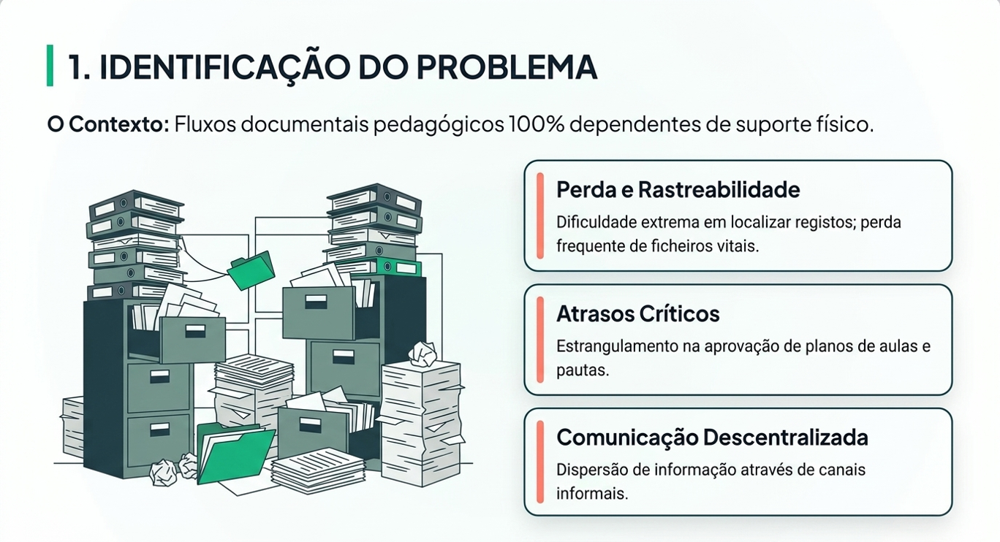 1. IDENTIFICAÇÃO DO PROBLEMA
O Contexto: Fluxos documentais pedagógicos 100% dependentes de suporte físico.
Perda e Rastreabilidade
Dificuldade extrema em localizar registos; perda
frequente de ficheiros vitais.
Atrasos Críticos
Estrangulamento na aprovação de planos de aulas e
pautas.
Comunicação Descentralizada
Dispersão de informação através de canais
informais.